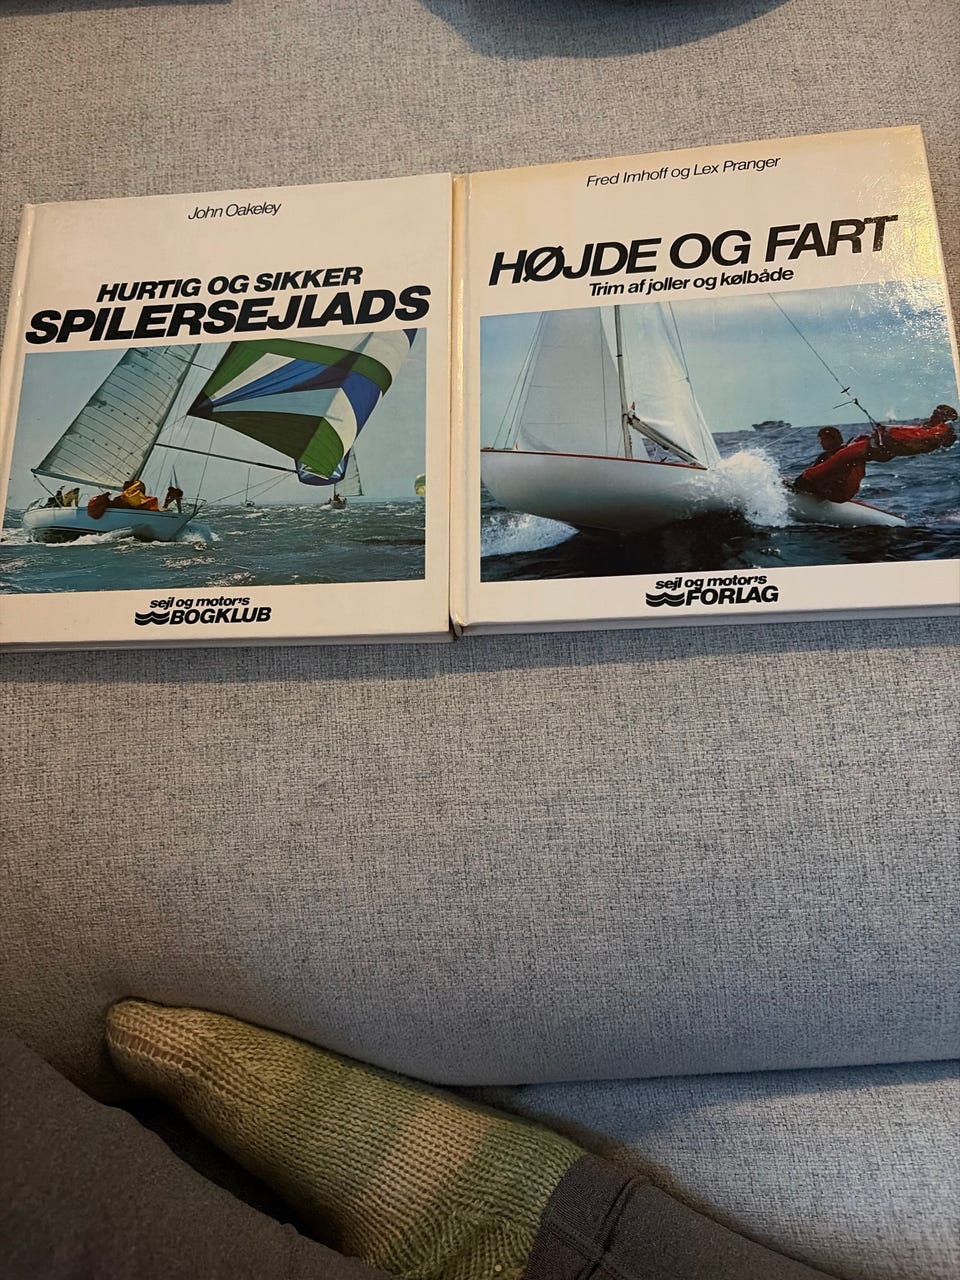 John Oakeley
HURTIG OG SIKKER
SPILERSEJLADS
sejl og motor's
BOGKLUB
Fred Imhoff og Lex Pranger
HØJDE OG FART
Trim af joller og kølbåde
sejl og motor's
FORLAG